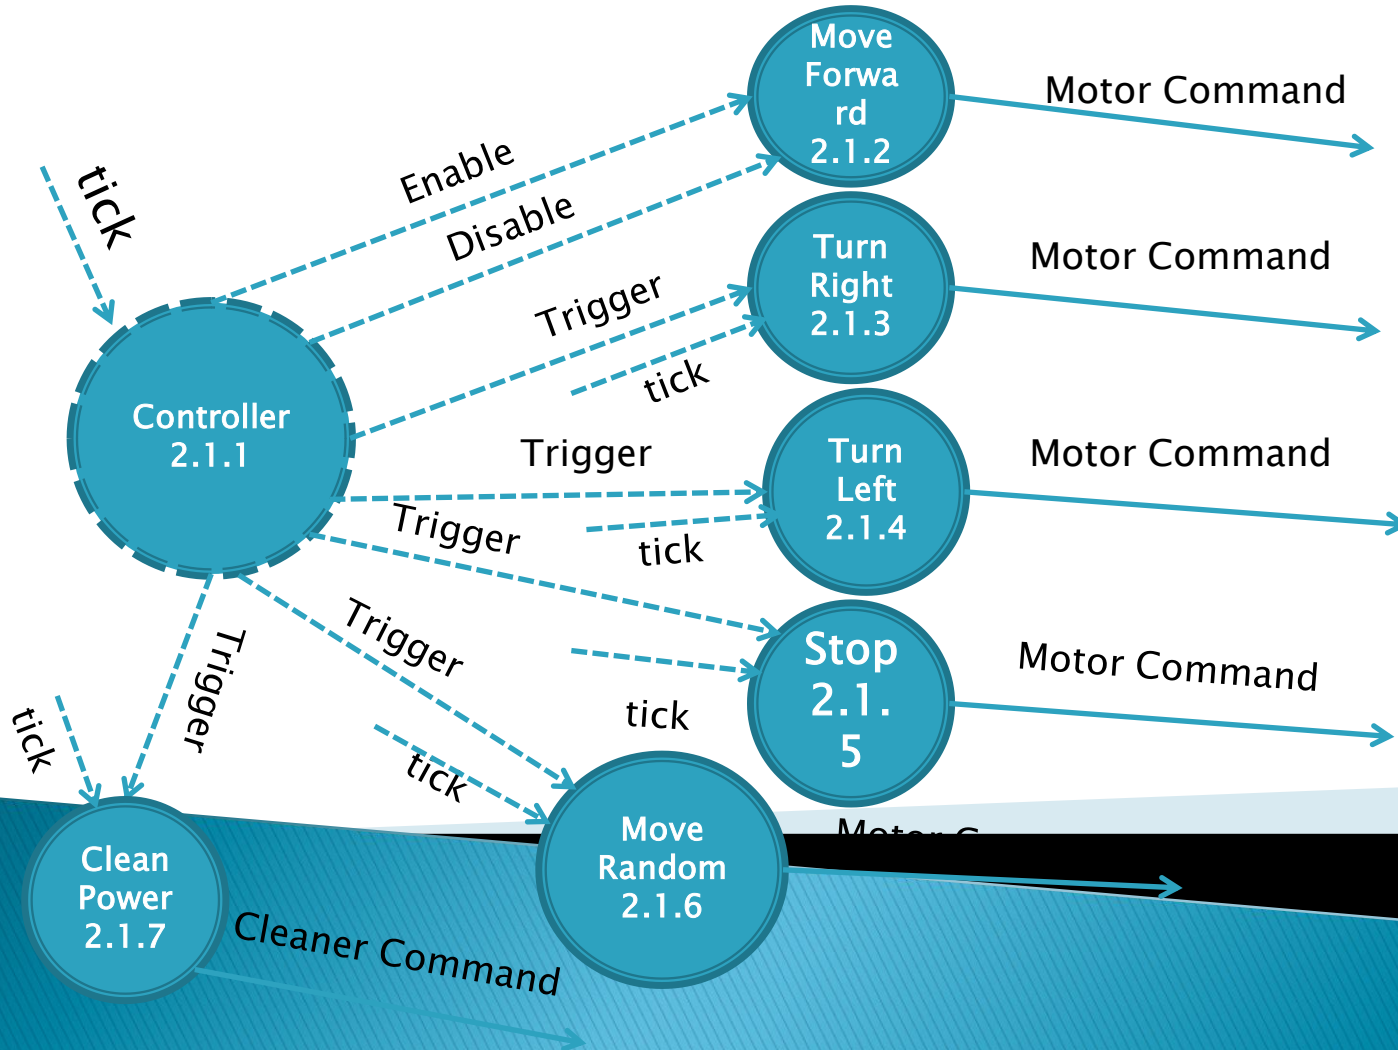 Move
Forwa
rd
2.1.2
Motor Command
tick
Enable
Disable
Turn
Right
2.1.3
Motor Command
Trigger
tick
Controller
2.1.1
Trigger
Turn
Left
2.1.4
Motor Command
Trigger
tick
Trigger
Stop
2.1.
5
Motor Command
Trigger
tick
tick
tick
Move
Random
2.1.6
Motor
Clean
Power
2.1.7
Cleaner Command